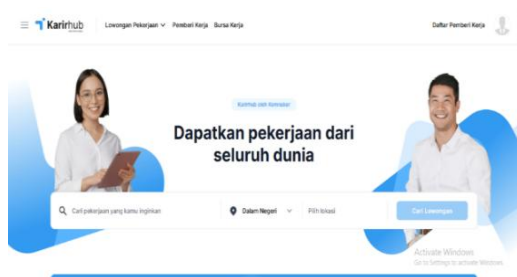 Karirhub
Lowongan Pekerjaan
Pemberi Kerja
Bursa Kerja
Daftar Pemberi Kerja
Karirhub oleh Kemnaker
Dapatkan pekerjaan dari
seluruh dunia
Cari pekerjaan yang kamu inginkan
Dalam Negeri
Pilih lokasi
Cari Lowongan
Activate Windows
Go to Settings to activate Windows.